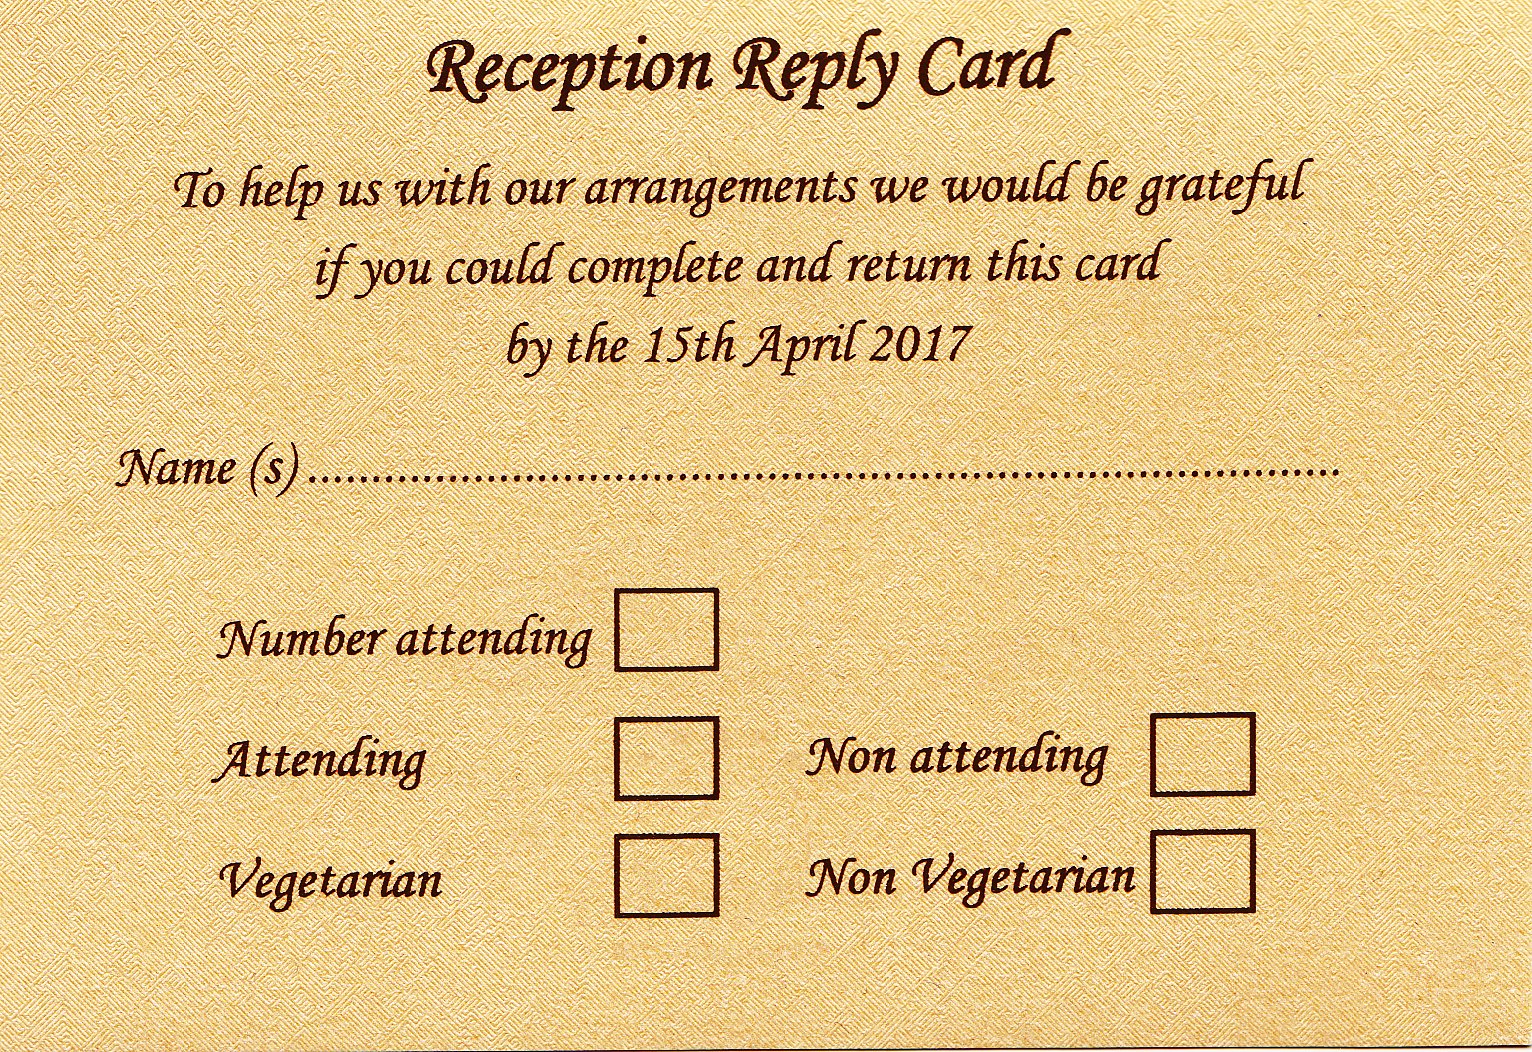 Reception Reply Card
To help us with our arrangements we would be grateful
if you could complete and return this card
by the 15th April 2017
Name (s)................................................................................
Number attending
Attending Non attending
Vegetarian Non Vegetarian